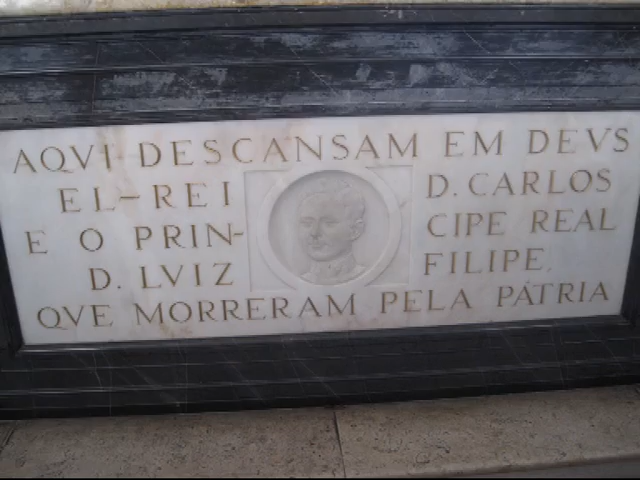 AQVI DESCANSAM EM DEVS
EL-REI D. CARLOS
E O PRIN- CIPE REAL
D. LVIZ FILIPE,
QVE MORRERAM PELA PÁTRIA